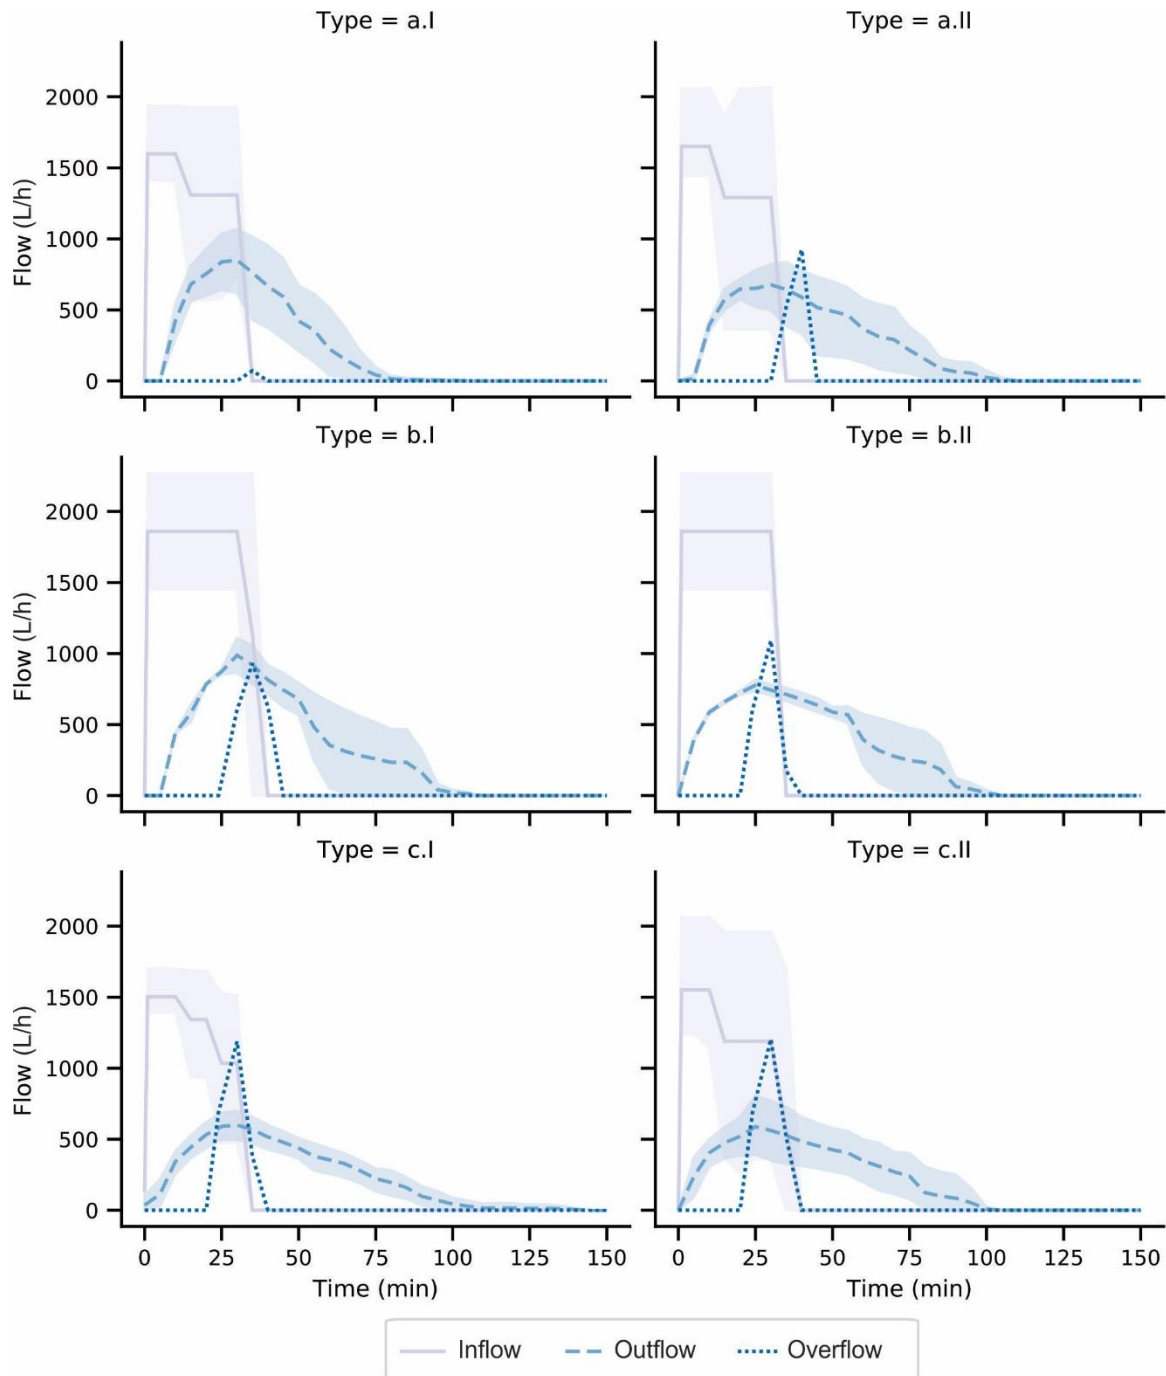 Type = a.I
Type = a.II
2000
1500
1000
500
0
Flow (L/h)
Type = b.I
Type = b.II
2000
1500
1000
500
0
Flow (L/h)
Type = c.I
Type = c.II
2000
1500
1000
500
0
Flow (L/h)
0 25 50 75 100 125 150
0 25 50 75 100 125 150
Time (min)
Time (min)
Inflow Outflow Overflow